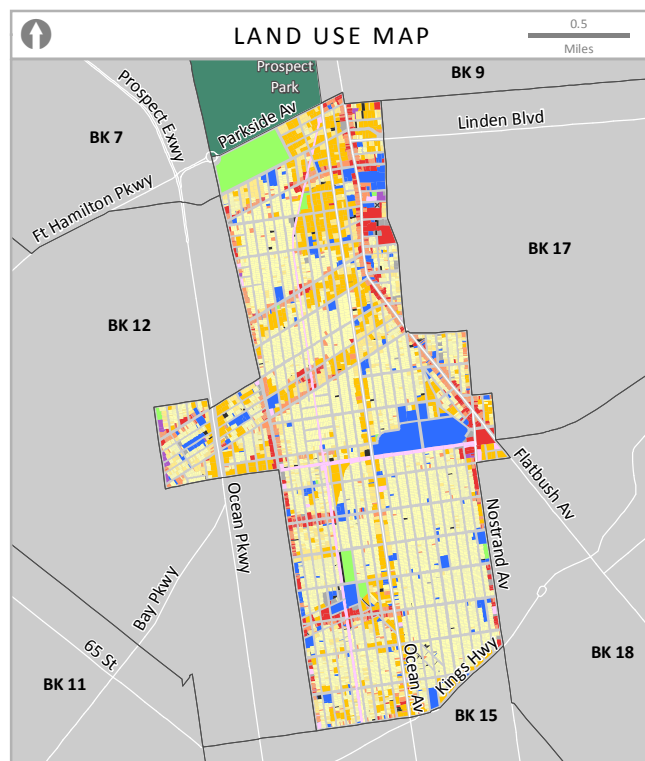 LAND USE MAP
0.5
Miles
Prospect
Park
BK 9
Prospect Expwy
Parkside Av
Linden Blvd
BK 7
Ft Hamilton Pkwy
BK 17
BK 12
Flatbush Av
Ocean Pkwy
Nostrand Av
Bay Pkwy
65 St
Ocean Av
Kings Hwy
BK 18
BK 11
BK 15